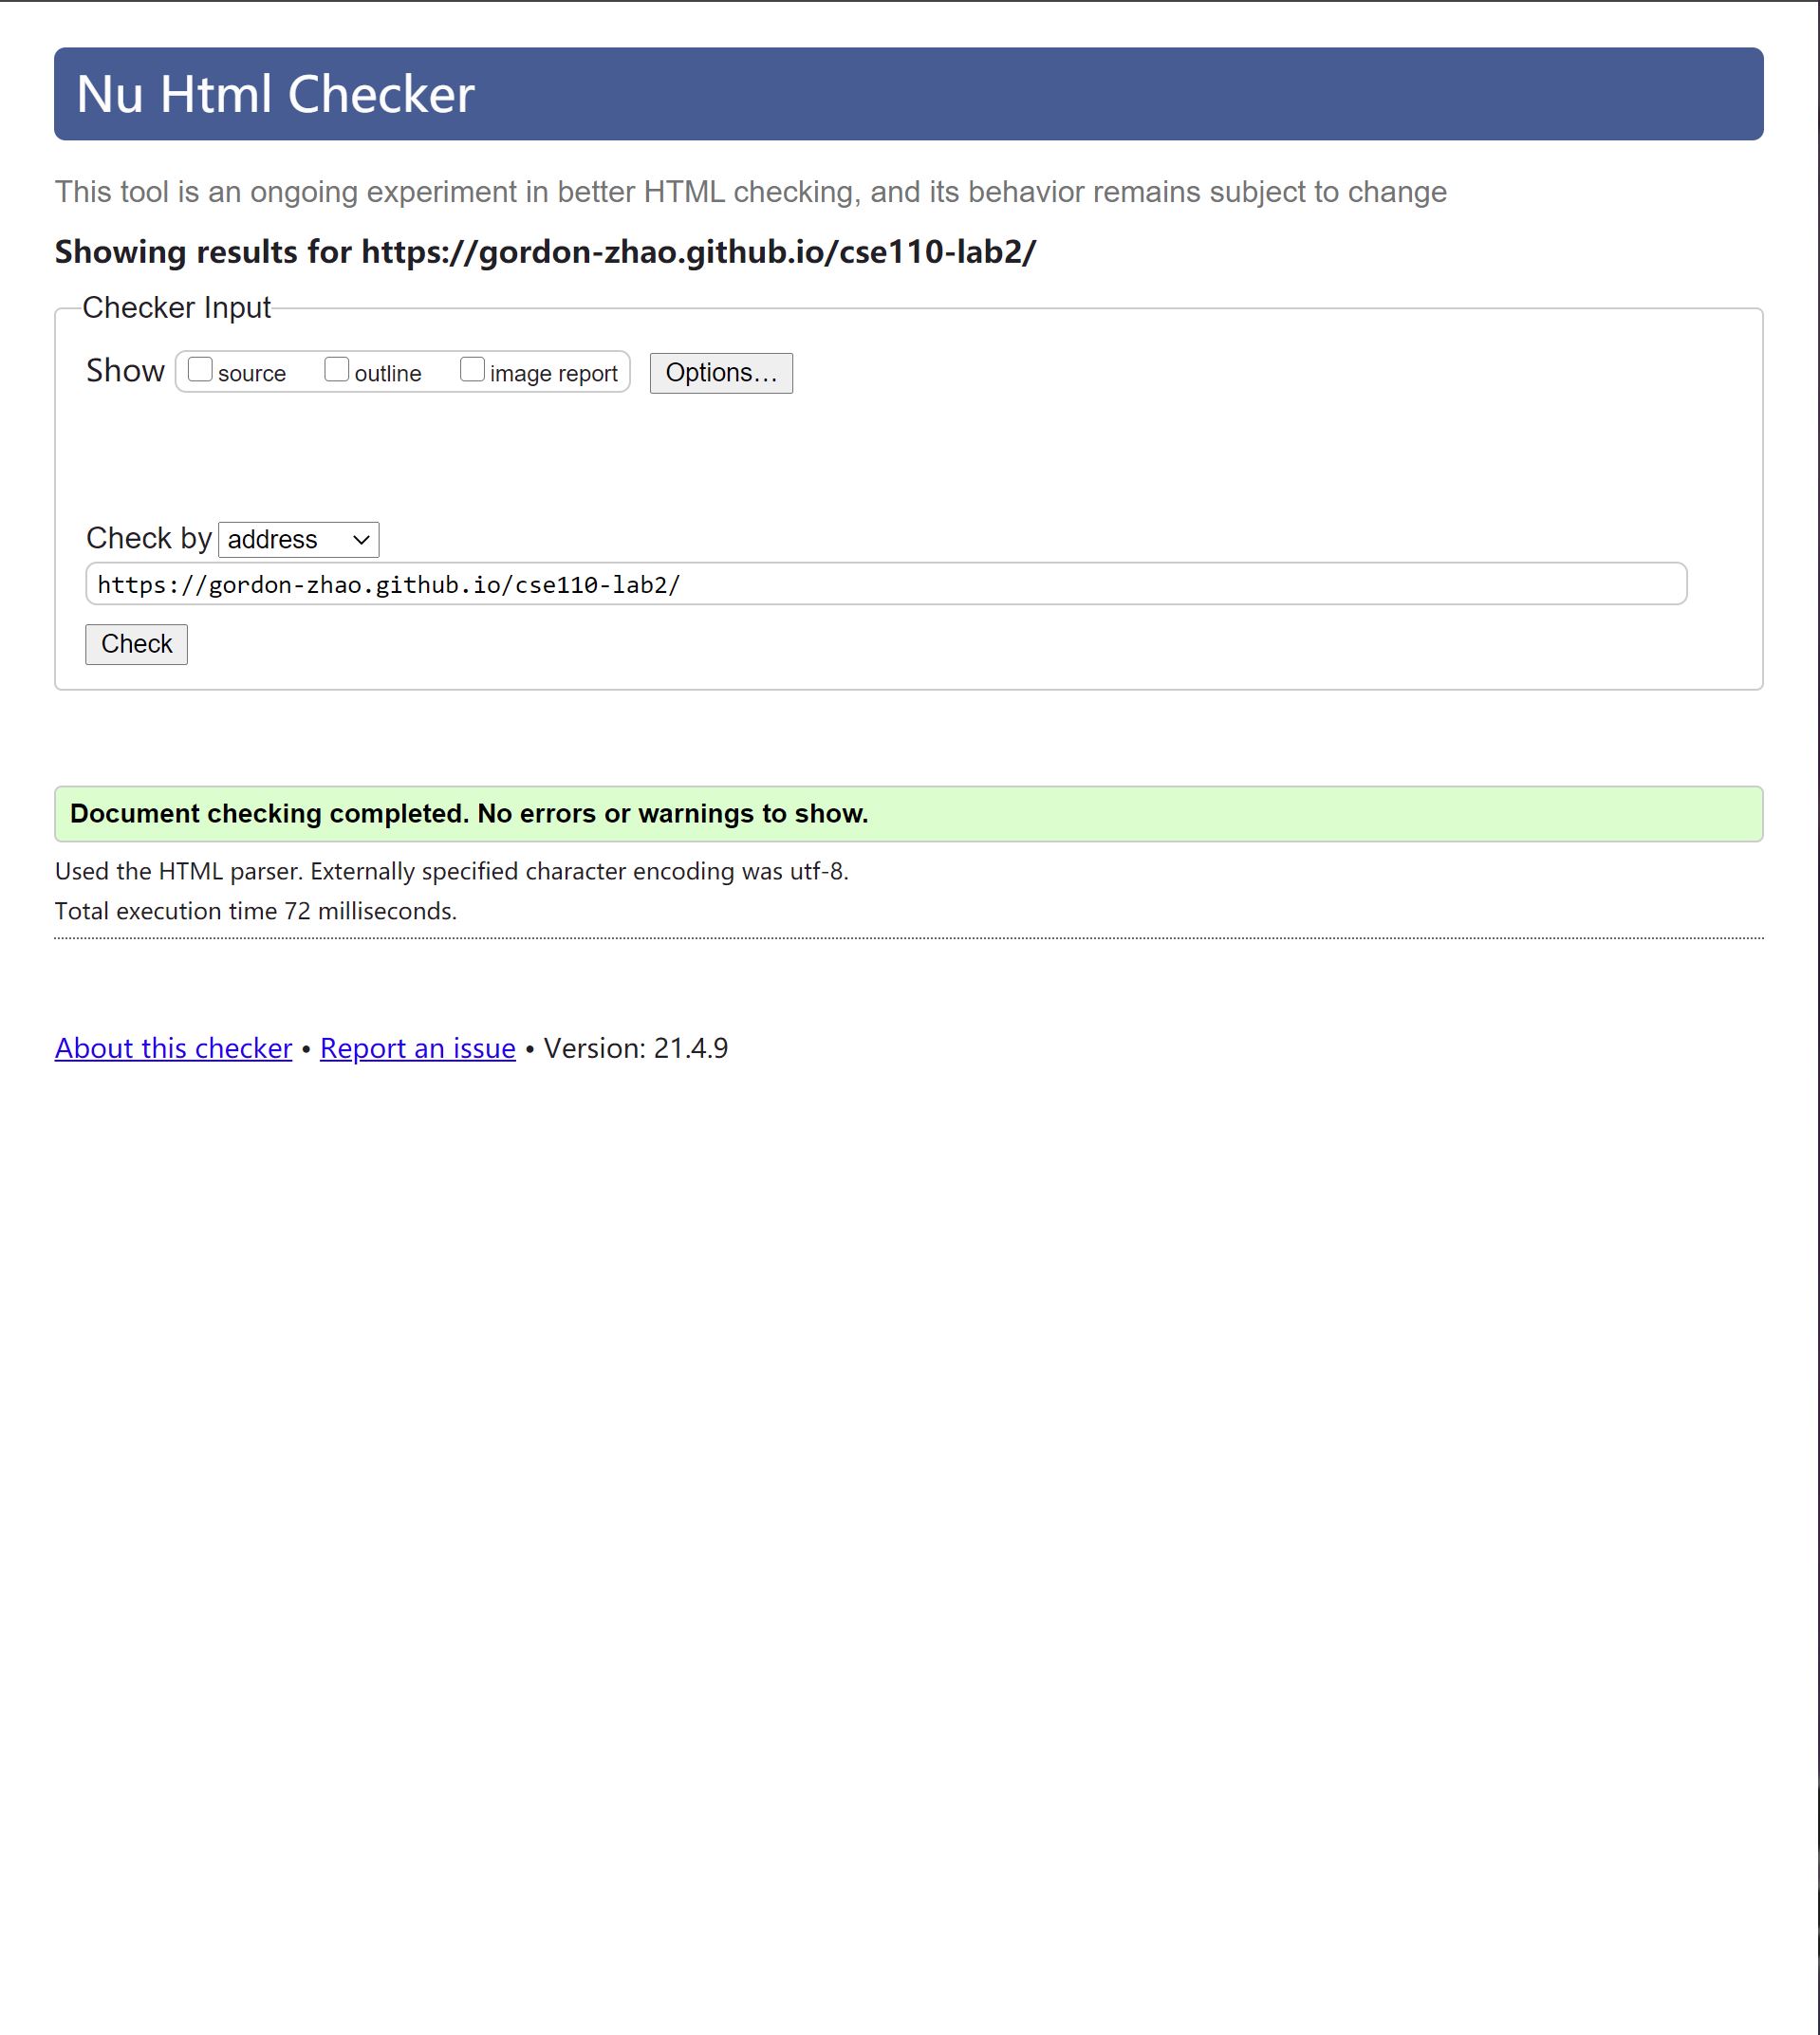 Nu Html Checker
This tool is an ongoing experiment in better HTML checking, and its behavior remains subject to change
Showing results for https://gordon-zhao.github.io/cse110-lab2/
Checker Input
Show source outline image report Options…
Check by address
https://gordon-zhao.github.io/cse110-lab2/
Check
Document checking completed. No errors or warnings to show.
Used the HTML parser. Externally specified character encoding was utf-8.
Total execution time 72 milliseconds.
About this checker • Report an issue • Version: 21.4.9